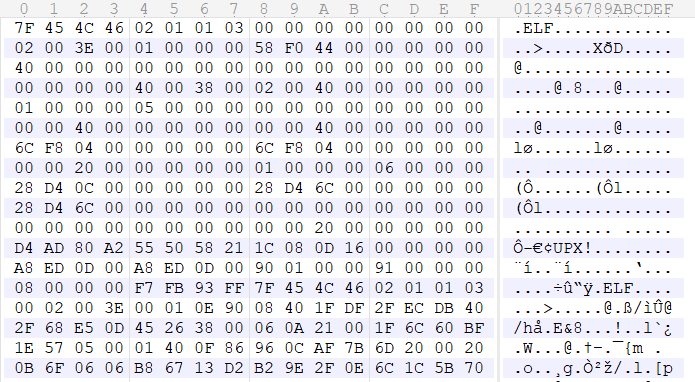 0 1 2 3 4 5 6 7 8 9 A B C D E F 0123456789ABCDEF
7F 45 4C 46 02 01 01 03 00 00 00 00 00 00 00 00 .ELF............
02 00 3E 00 01 00 00 00 58 F0 44 00 00 00 00 00 ..>.....XðD.....
40 00 00 00 00 00 00 00 00 00 00 00 00 00 00 00 @...............
00 00 00 00 40 00 38 00 02 00 40 00 00 00 00 00 ....@.8...@.....
01 00 00 00 05 00 00 00 00 00 00 00 00 00 00 00 ................
00 00 40 00 00 00 00 00 00 00 40 00 00 00 00 00 ..@.......@.....
6C F8 04 00 00 00 00 00 6C F8 04 00 00 00 00 00 lø......lø......
00 00 20 00 00 00 00 00 01 00 00 00 06 00 00 00 .. .............
28 D4 0C 00 00 00 00 00 28 D4 6C 00 00 00 00 00 (Ô......(Ôl.....
28 D4 6C 00 00 00 00 00 00 00 00 00 00 00 00 00 (Ôl.............
00 00 00 00 00 00 00 00 00 00 20 00 00 00 00 00 .......... .....
D4 AD 80 A2 55 50 58 21 1C 08 0D 16 00 00 00 00 Ô-€¢UPX!........
A8 ED 0D 00 A8 ED 0D 00 90 01 00 00 91 00 00 00 ¨í..¨í......‘...
08 00 00 00 F7 FB 93 FF 7F 45 4C 46 02 01 01 03 ....÷û“ÿ.ELF....
00 02 00 3E 00 01 0E 90 08 40 1F DF 2F EC DB 40 ...>.....@.ß/ìÛ@
2F 68 E5 0D 45 26 38 00 06 0A 21 00 1F 6C 60 BF /hå.E&8...!..l`¿
1E 57 05 00 01 40 0F 86 96 0C AF 7B 6D 20 00 20 .W...@.†–.¯{m .
0B 6F 06 06 B8 67 13 D2 B2 9E 2F 0E 6C 1C 5B 70 .o..¸g.Ò²ž/.l.[p